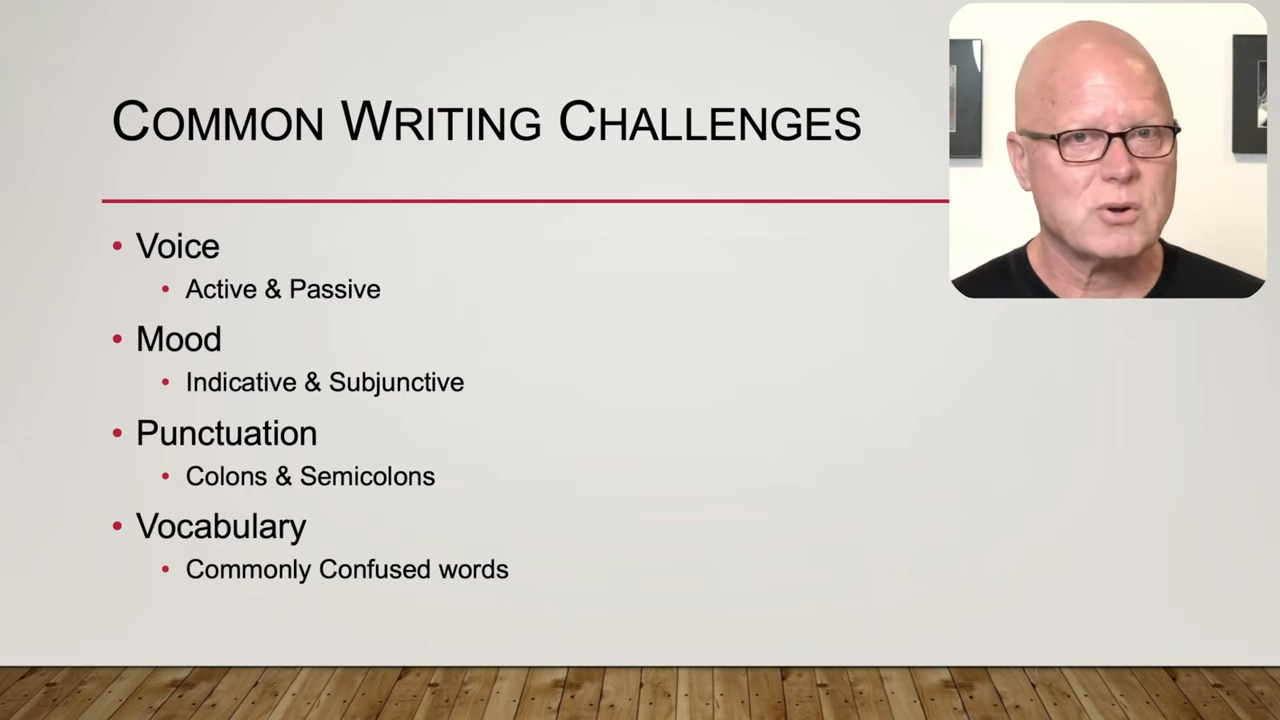 COMMON WRITING CHALLENGES
• Voice
• Active & Passive
• Mood
• Indicative & Subjunctive
• Punctuation
• Colons & Semicolons
• Vocabulary
• Commonly Confused words